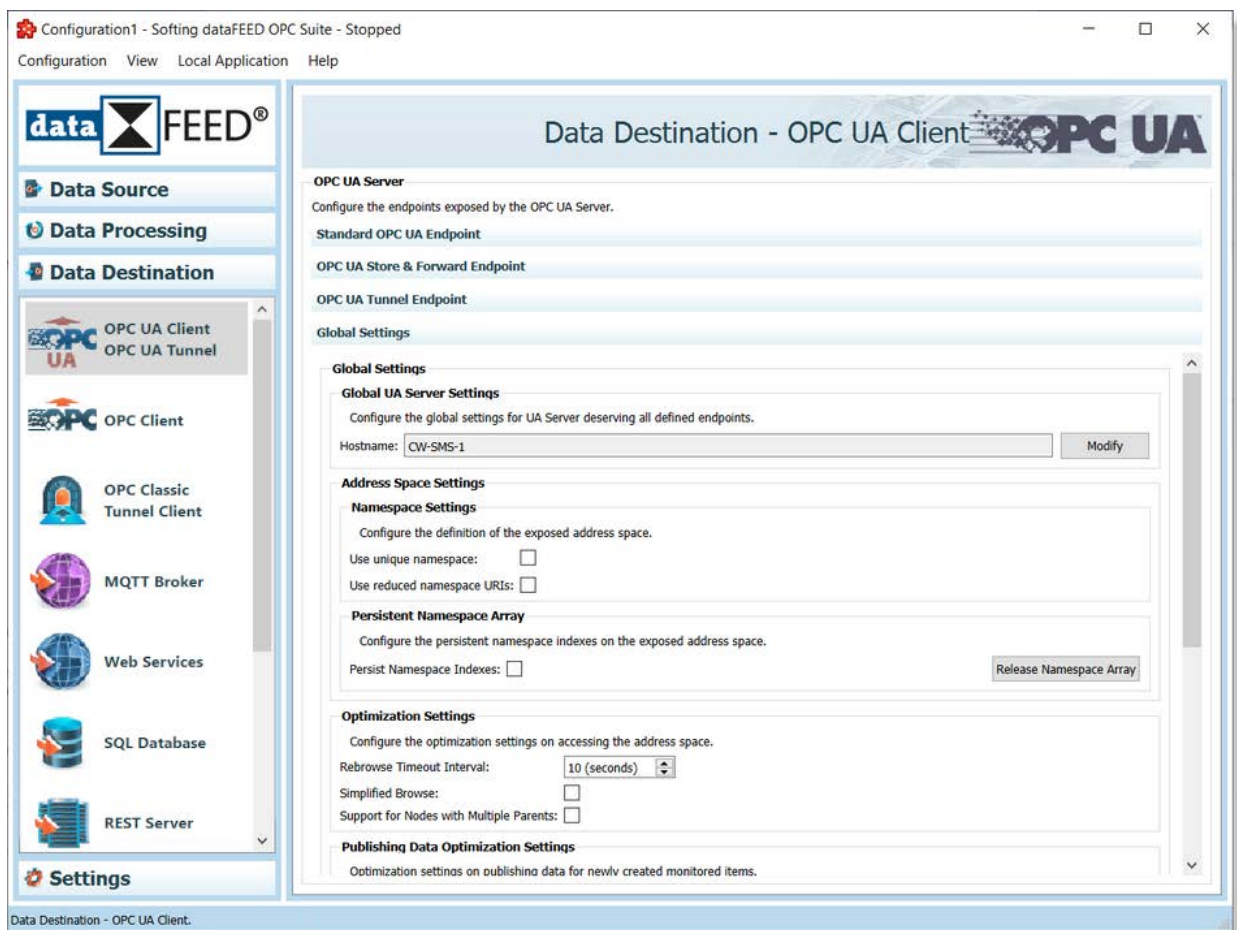 Configuration1 - Softing dataFEED OPC Suite - Stopped
Configuration View Local Application Help
data FEED®
Data Source
Data Processing
Data Destination
OPC UA
OPC UA Client
OPC UA Tunnel
OPC
OPC Client
OPC Classic
Tunnel Client
MQTT Broker
Web Services
SQL Database
REST Server
Settings
Data Destination - OPC UA Client
OPC UA
OPC UA Server
Configure the endpoints exposed by the OPC UA Server.
Standard OPC UA Endpoint
OPC UA Store & Forward Endpoint
OPC UA Tunnel Endpoint
Global Settings
Global Settings
Global UA Server Settings
Configure the global settings for UA Server deserving all defined endpoints.
Hostname: CW-SMS-1 Modify
Address Space Settings
Namespace Settings
Configure the definition of the exposed address space.
Use unique namespace:
Use reduced namespace URIs:
Persistent Namespace Array
Configure the persistent namespace indexes on the exposed address space.
Persist Namespace Indexes: Release Namespace Array
Optimization Settings
Configure the optimization settings on accessing the address space.
Rebrowse Timeout Interval: 10 (seconds)
Simplified Browse:
Support for Nodes with Multiple Parents:
Publishing Data Optimization Settings
Optimization settings on publishing data for newly created monitored items.
Data Destination - OPC UA Client.